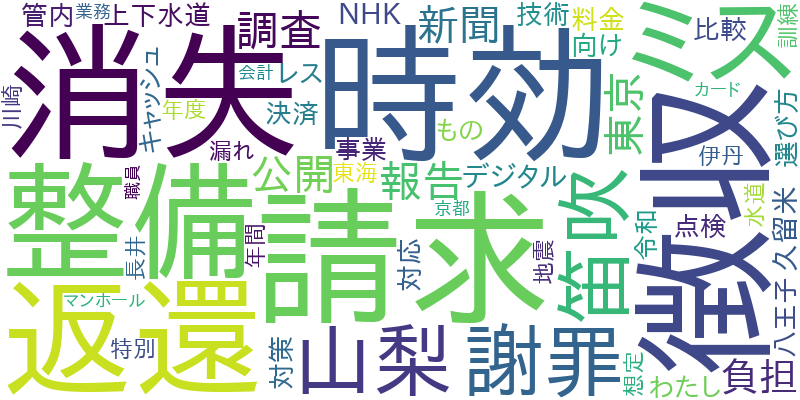 管内
業務
上下水道
調査
NHK
新聞
技術
料金
向け
比較
訓練
ミス
消失
時効
川崎
キャッシュ
会計
レス
年度
決済
漏れ
事業
もの
東京
カード
選び方
伊丹
徴収
職員
整備
公開
東海
報告
デジタル
笛吹
京都
請求
年間
対応
地震
令和
点検
水道
久留米
長井
マンホール
返還
特別
対策
山梨
謝罪
想定
わたし
負担
八王子